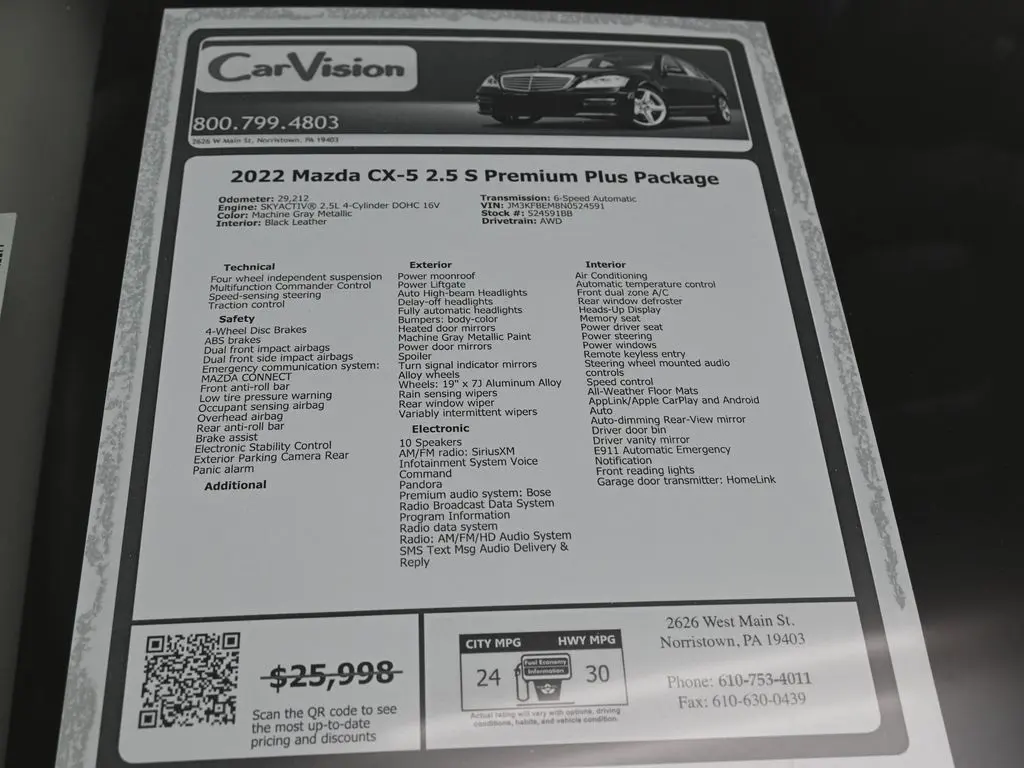 CarVision
800.799.4803
2626 W Main St, Norristown, PA 19403
2022 Mazda CX-5 2.5 S Premium Plus Package
Odometer: 29,212
Engine: SKYACTIV® 2.5L 4-Cylinder DOHC 16V
Color: Machine Gray Metallic
Interior: Black Leather
Transmission: 6-Speed Automatic
VIN: JM3KFBEM8N0524591
Stock #: 524591BB
Drivetrain: AWD
Technical
Four wheel independent suspension
Multifunction Commander Control
Speed-sensing steering
Traction control
Safety
4-Wheel Disc Brakes
ABS brakes
Dual front impact airbags
Dual front side impact airbags
Emergency communication system:
MAZDA CONNECT
Front anti-roll bar
Low tire pressure warning
Occupant sensing airbag
Overhead airbag
Rear anti-roll bar
Brake assist
Electronic Stability Control
Exterior Parking Camera Rear
Panic alarm
Additional
Exterior
Power moonroof
Power Liftgate
Auto High-beam Headlights
Delay-off headlights
Fully automatic headlights
Bumpers: body-color
Heated door mirrors
Machine Gray Metallic Paint
Power door mirrors
Spoiler
Turn signal indicator mirrors
Alloy wheels
Wheels: 19" x 7J Aluminum Alloy
Rain sensing wipers
Rear window wiper
Variably intermittent wipers
Electronic
10 Speakers
AM/FM radio: SiriusXM
Infotainment System Voice
Command
Pandora
Premium audio system: Bose
Radio Broadcast Data System
Program Information
Radio data system
Radio: AM/FM/HD Audio System
SMS Text Msg Audio Delivery &
Reply
Interior
Air Conditioning
Automatic temperature control
Front dual zone A/C
Rear window defroster
Heads-Up Display
Memory seat
Power driver seat
Power steering
Power windows
Remote keyless entry
Steering wheel mounted audio
controls
Speed control
All-Weather Floor Mats
AppLink/Apple CarPlay and Android
Auto
Auto-dimming Rear-View mirror
Driver door bin
Driver vanity mirror
E911 Automatic Emergency
Notification
Front reading lights
Garage door transmitter: HomeLink
$25,998
Scan the QR code to see
the most up-to-date
pricing and discounts
CITY MPG
HWY MPG
24
Fuel Economy
Information
30
Actual rating will vary with options, driving
conditions, habits, and vehicle condition.
2626 West Main St.
Norristown, PA 19403
Phone: 610-753-4011
Fax: 610-630-0439